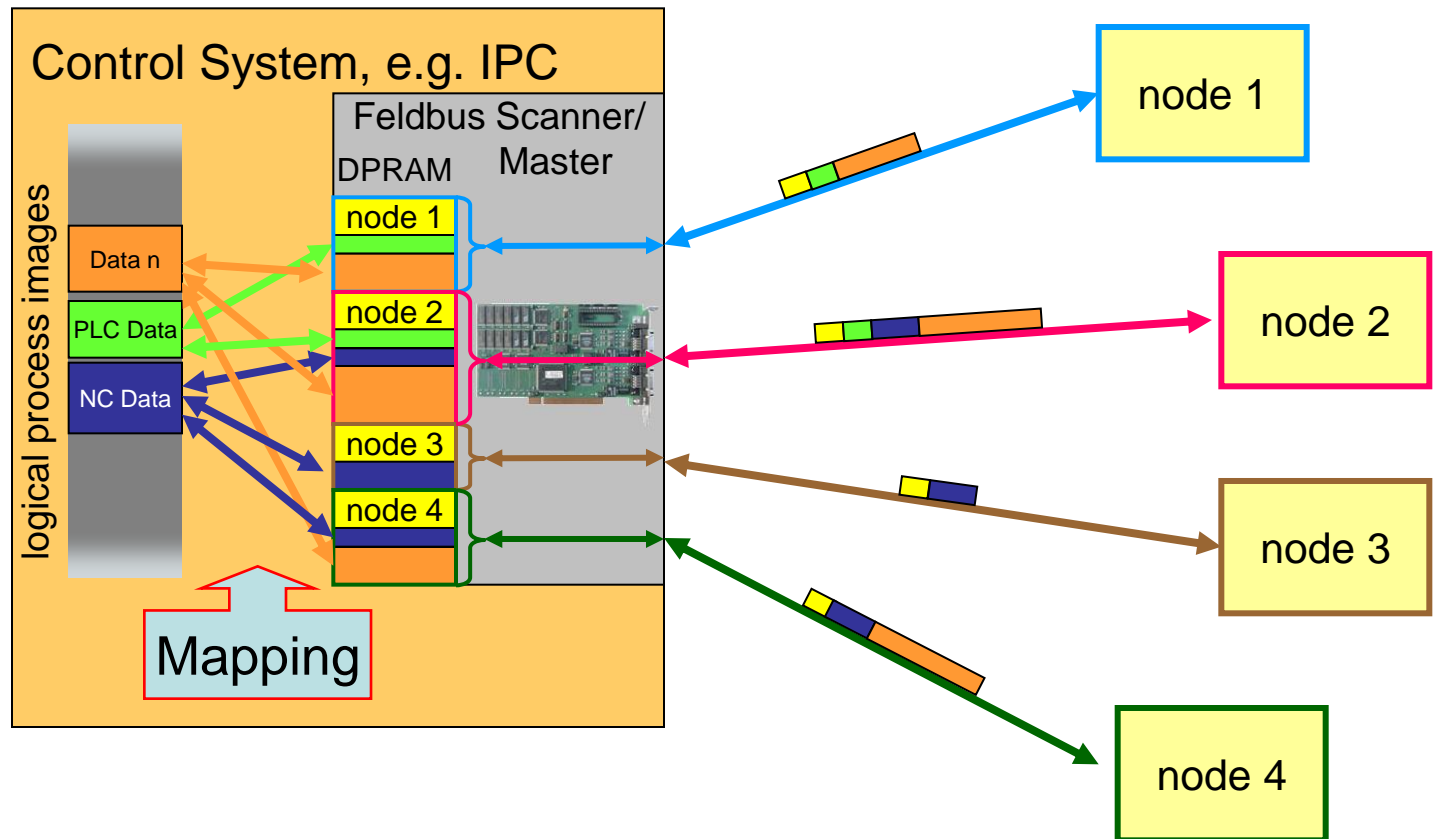 Control System, e.g. IPC
Feldbus Scanner/
Master
DPRAM
logical process images
Data n
PLC Data
NC Data
node 1
node 2
node 3
node 4
Mapping
node 1
node 2
node 3
node 4